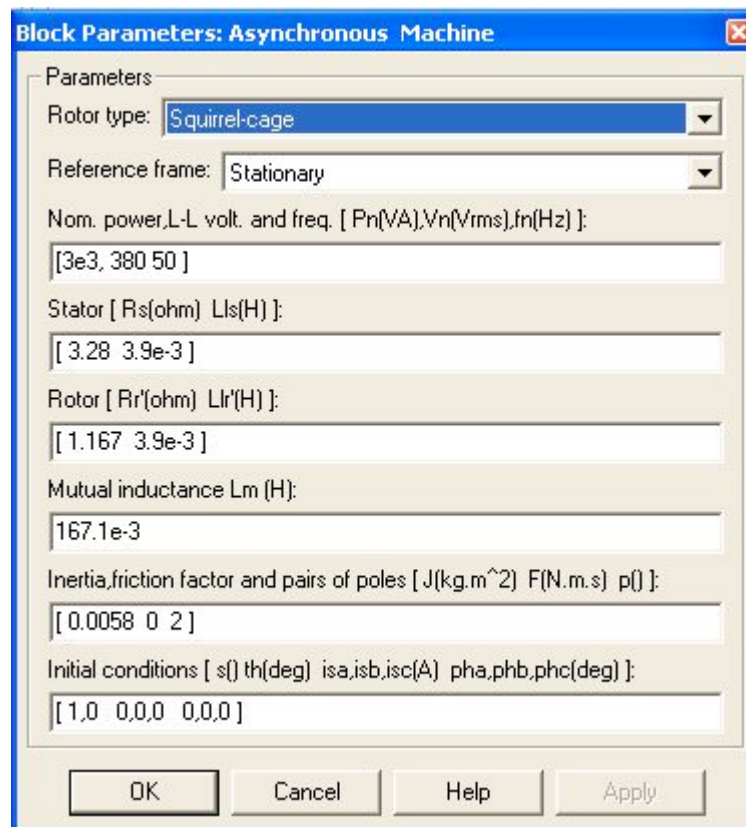 Block Parameters: Asynchronous Machine
Parameters
Rotor type: Squirrel-cage
Reference frame: Stationary
Nom. power,L-L volt. and freq. [ Pn(VA),Vn(Vrms),fn(Hz) ]:
[3e3, 380 50 ]
Stator [ Rs(ohm) Lls(H) ]:
[ 3.28 3.9e-3 ]
Rotor [ Rr'(ohm) Llr'(H) ]:
[ 1.167 3.9e-3 ]
Mutual inductance Lm (H):
167.1e-3
Inertia,friction factor and pairs of poles [ J(kg.m^2) F(N.m.s) p() ]:
[ 0.0058 0 2 ]
Initial conditions [ s() th(deg) isa,isb,isc(A) pha,phb,phc(deg) ]:
[ 1,0 0,0,0 0,0,0 ]
OK Cancel Help Apply